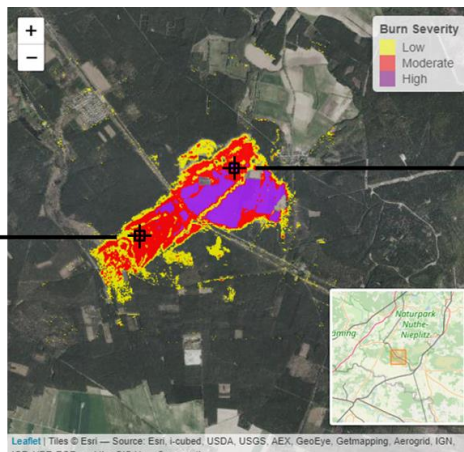 +
−
Burn Severity
Low
Moderate
High
Naturpark
Nuthe-
Nieplitz
äming
Leaflet | Tiles © Esri — Source: Esri, i-cubed, USDA, USGS, AEX, GeoEye, Getmapping, Aerogrid, IGN,